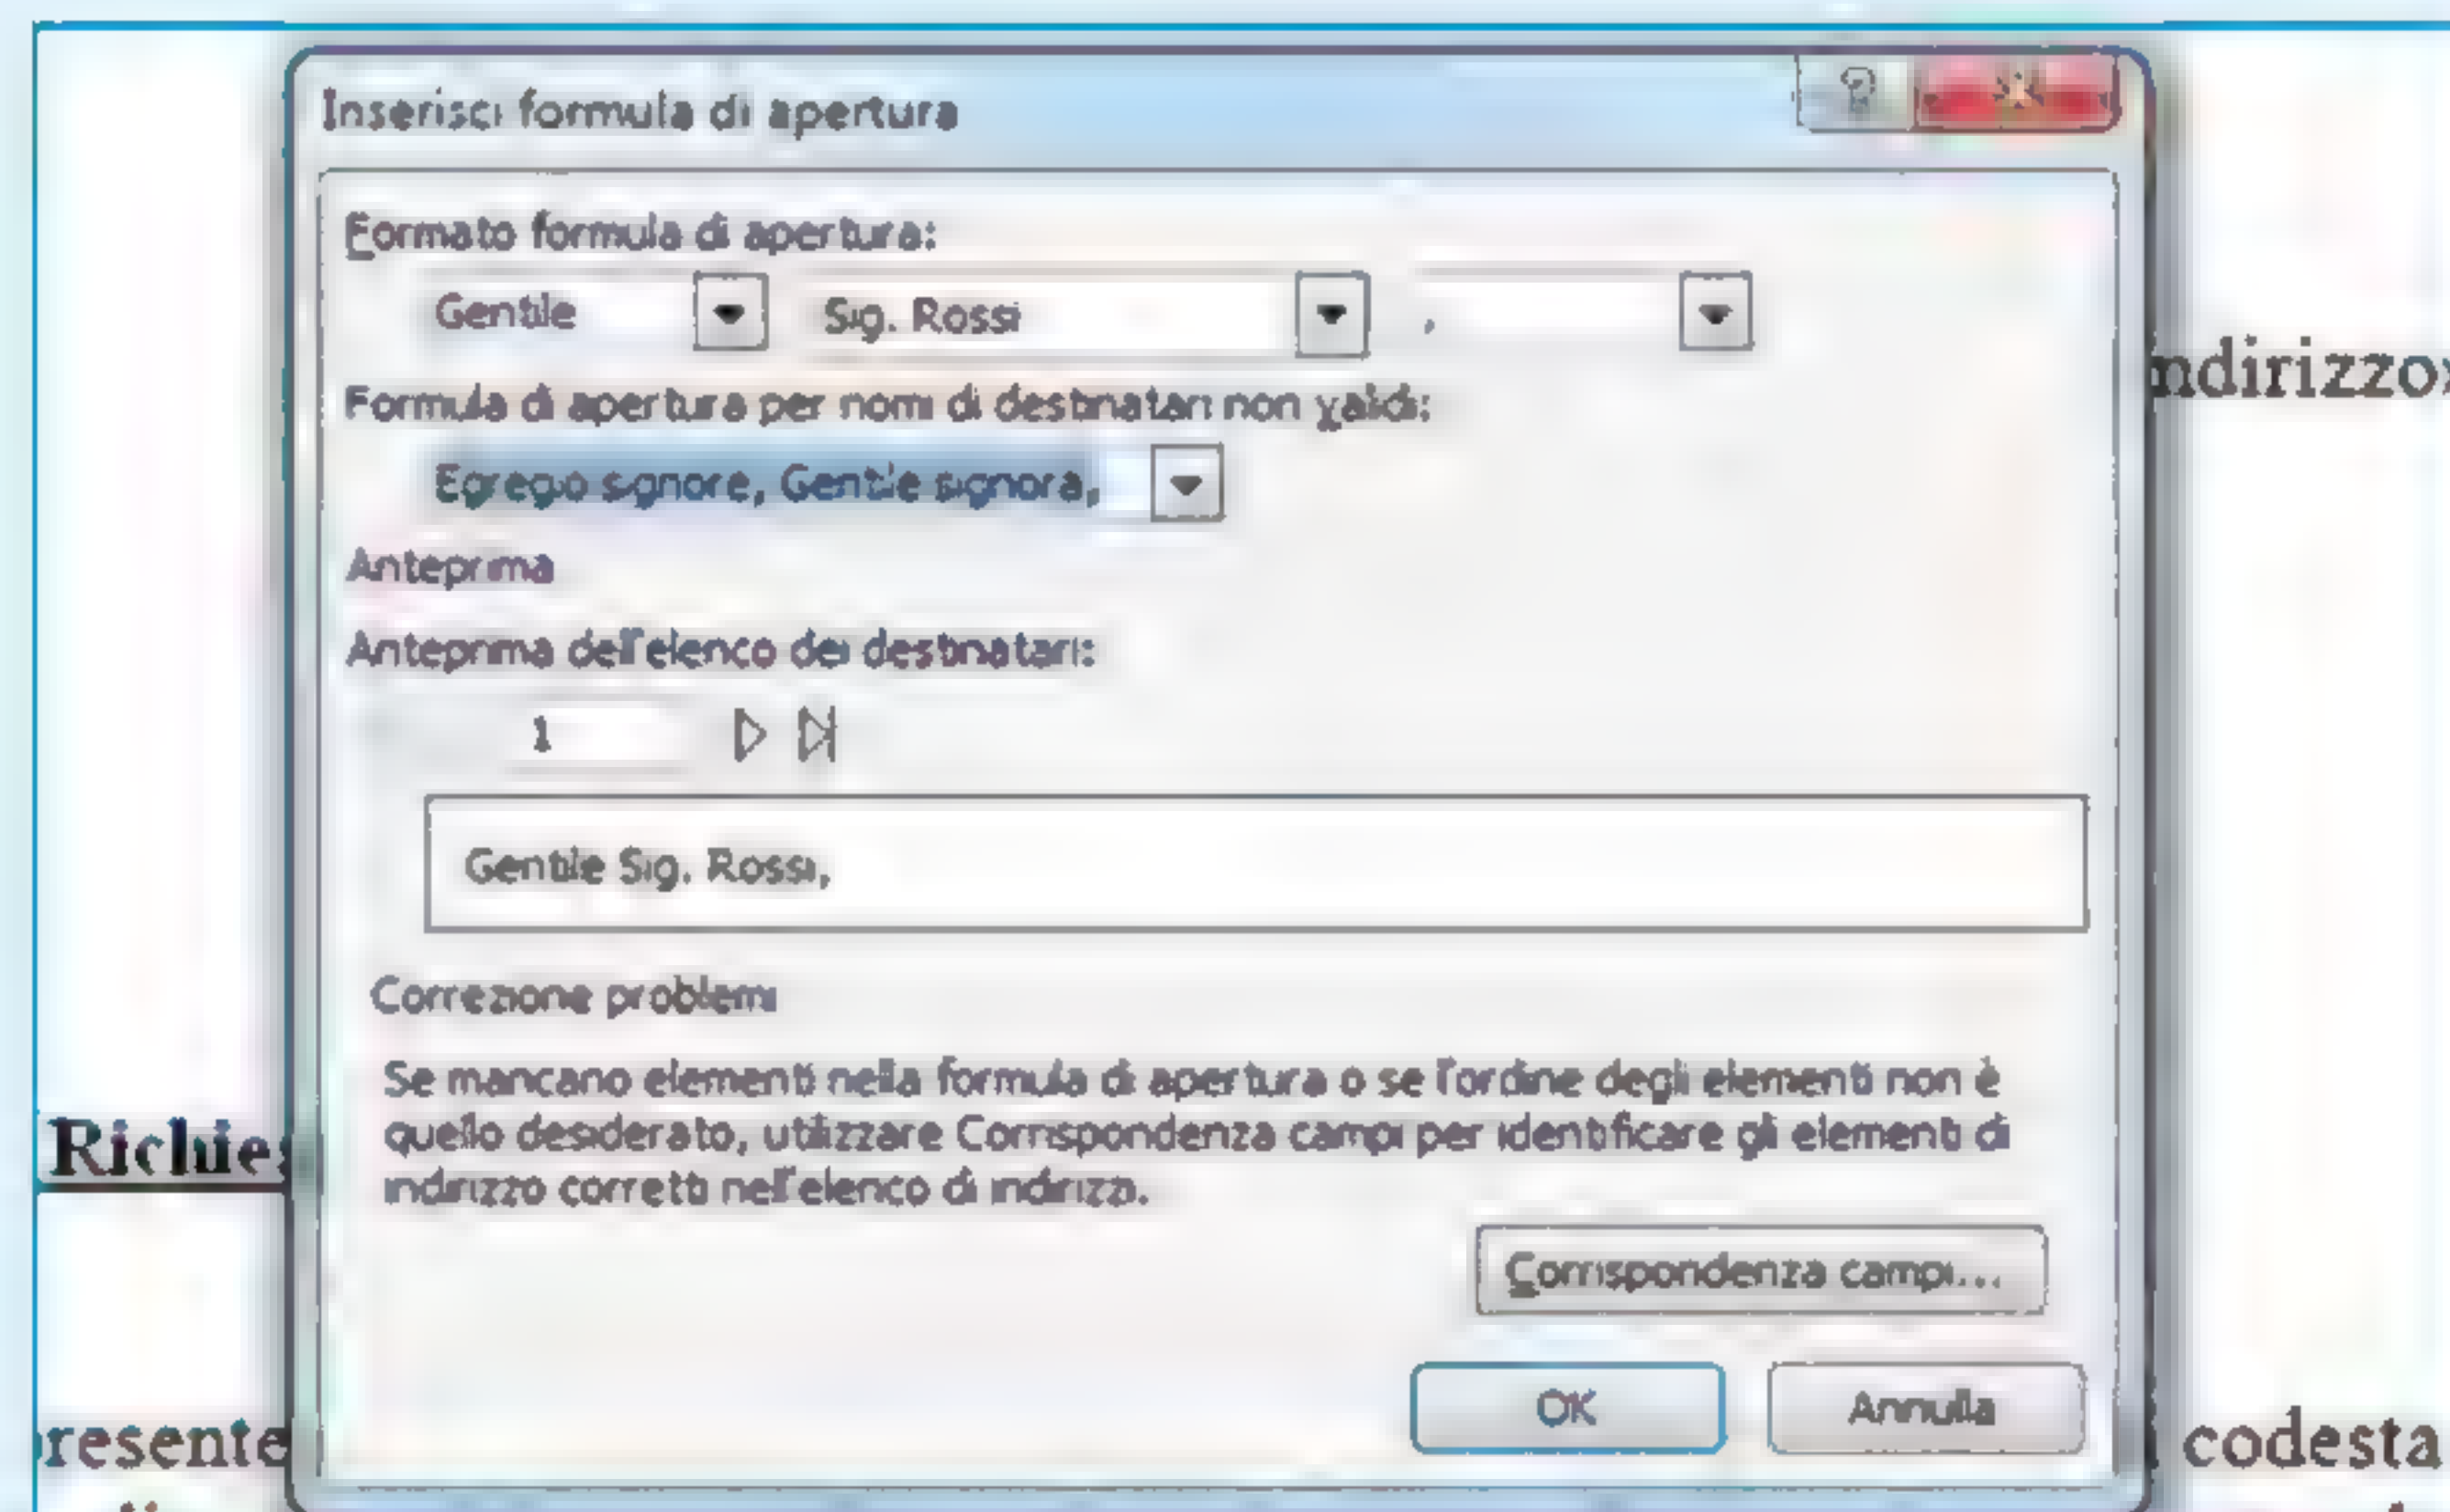 Inserisci formula di apertura
Formato formula di apertura:
Gentile Sig. Rossi ,
ndirizzo»
Formula di apertura per nomi di destinatari non validi:
Egregio signore, Gentile signora,
Anteprima
Anteprima dell'elenco dei destinatari:
1
Gentile Sig. Rossi,
Correzione problemi
Se mancano elementi nella formula di apertura o se l'ordine degli elementi non è
quello desiderato, utilizzare Corrispondenza campi per identificare gli elementi di
indirizzo corretti nell'elenco di indirizzi.
Richies
Corrispondenza campi...
OK Annulla
resente codesta